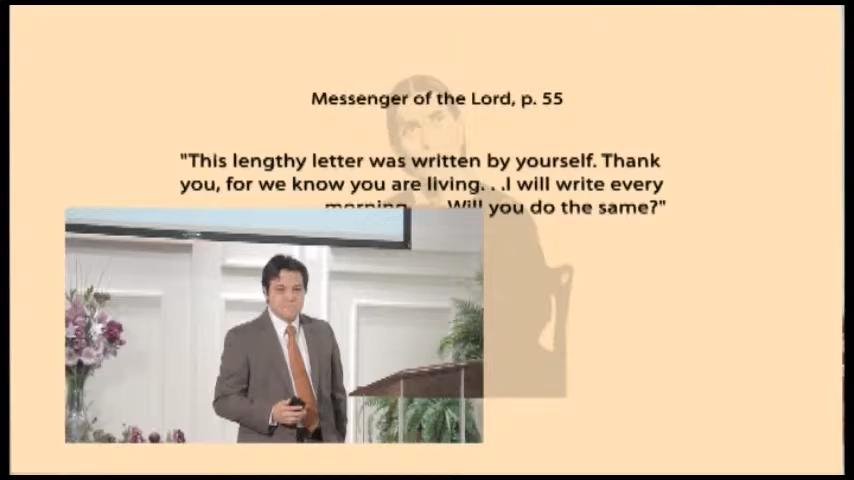 Messenger of the Lord, p. 55
"This lengthy letter was written by yourself. Thank
you, for we know you are living. . .I will write every
morning. Will you do the same?"